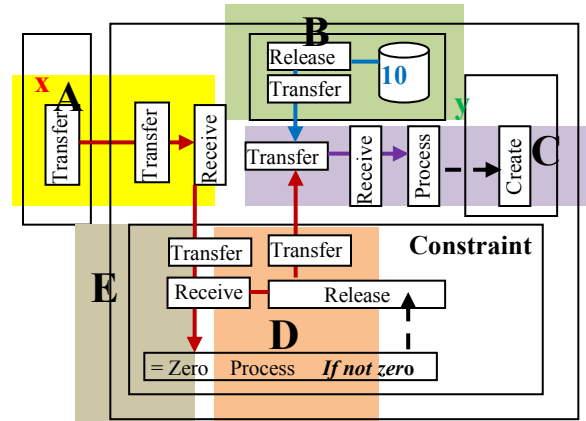 B
Release
10
Transfer
x
A
y
Transfer
Transfer
Receive
Transfer
Receive
Process
Create
C
Constraint
Transfer
Transfer
E
Receive
Release
D
= Zero Process If not zero